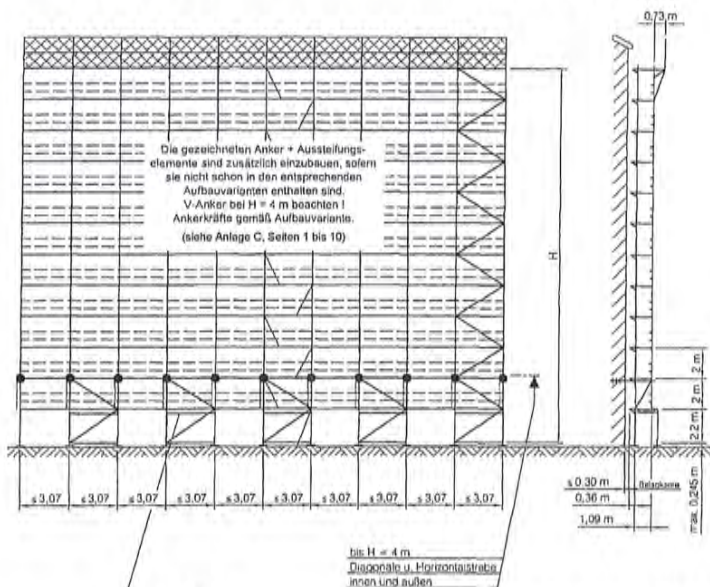 0,73 m
Die gezeichneten Anker + Aussteifungs-
elemente sind zusätzlich einzubauen, sofern
sie nicht schon in den entsprechenden
Aufbauvarianten enthalten sind.
V-Anker bei H = 4 m beachten !
Ankerkräfte gemäß Aufbauvariante.
(siehe Anlage C, Seiten 1 bis 10)
H
2 m
2 m
2.2 m
max. 0,245 m
≤ 0,30 m
Belagkante
0,36 m
1,09 m
≤ 3,07 ≤ 3,07 ≤ 3,07 ≤ 3,07 ≤ 3,07 ≤ 3,07 ≤ 3,07 ≤ 3,07 ≤ 3,07 ≤ 3,07
bis H = 4 m
Diagonale u. Horizontalstrebe
innen und außen